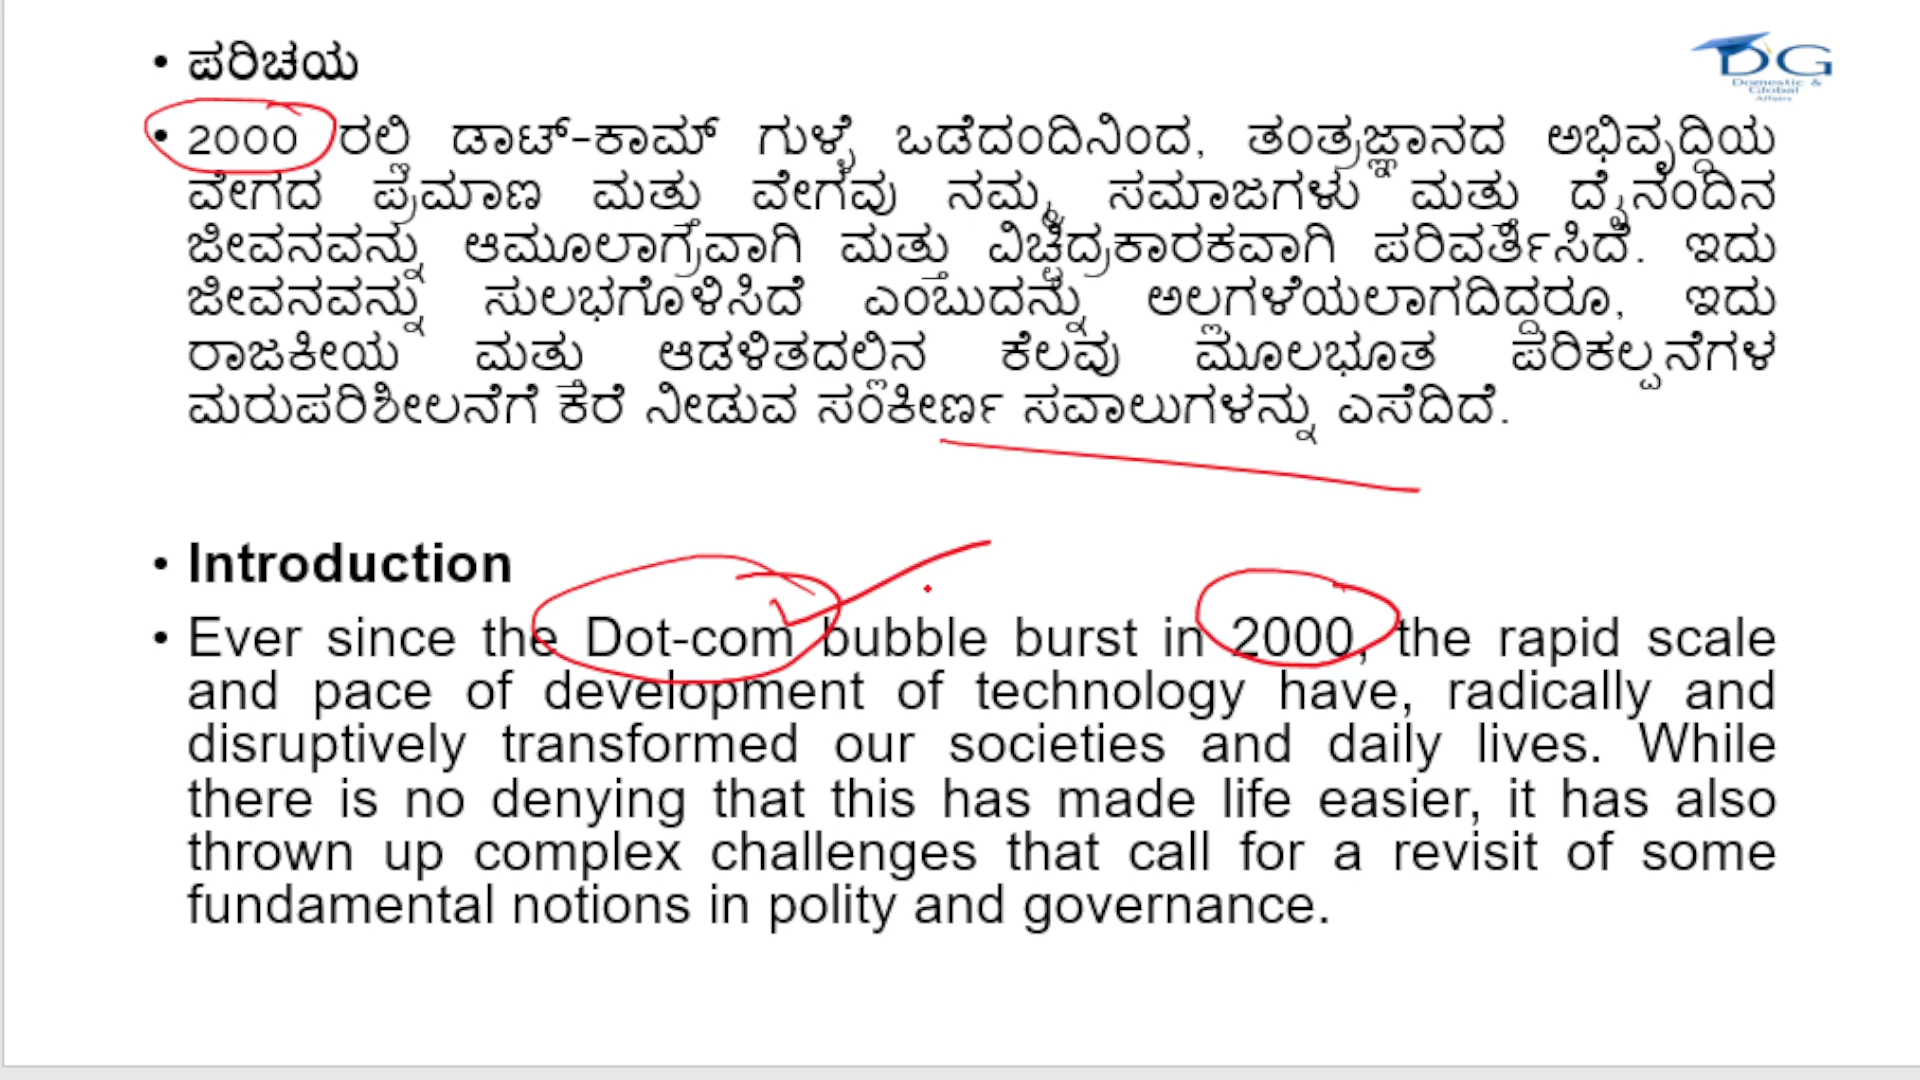 • ಪರಿಚಯ
DG
Domestic &
Global
Affairs
• 2000 ರಲ್ಲಿ ಡಾಟ್-ಕಾಮ್ ಗುಳ್ಳೆ ಒಡೆದಂದಿನಿಂದ, ತಂತ್ರಜ್ಞಾನದ ಅಭಿವೃದ್ಧಿಯ
ವೇಗದ ಪ್ರಮಾಣ ಮತ್ತು ವೇಗವು ನಮ್ಮ ಸಮಾಜಗಳು ಮತ್ತು ದೈನಂದಿನ
ಜೀವನವನ್ನು ಆಮೂಲಾಗ್ರವಾಗಿ ಮತ್ತು ವಿಚ್ಛಿದ್ರಕಾರಕವಾಗಿ ಪರಿವರ್ತಿಸಿದೆ. ಇದು
ಜೀವನವನ್ನು ಸುಲಭಗೊಳಿಸಿದೆ ಎಂಬುದನ್ನು ಅಲ್ಲಗಳೆಯಲಾಗದಿದ್ದರೂ, ಇದು
ರಾಜಕೀಯ ಮತ್ತು ಆಡಳಿತದಲ್ಲಿನ ಕೆಲವು ಮೂಲಭೂತ ಪರಿಕಲ್ಪನೆಗಳ
ಮರುಪರಿಶೀಲನೆಗೆ ಕರೆ ನೀಡುವ ಸಂಕೀರ್ಣ ಸವಾಲುಗಳನ್ನು ಎಸೆದಿದೆ.
• Introduction
• Ever since the Dot-com bubble burst in 2000, the rapid scale
and pace of development of technology have, radically and
disruptively transformed our societies and daily lives. While
there is no denying that this has made life easier, it has also
thrown up complex challenges that call for a revisit of some
fundamental notions in polity and governance.